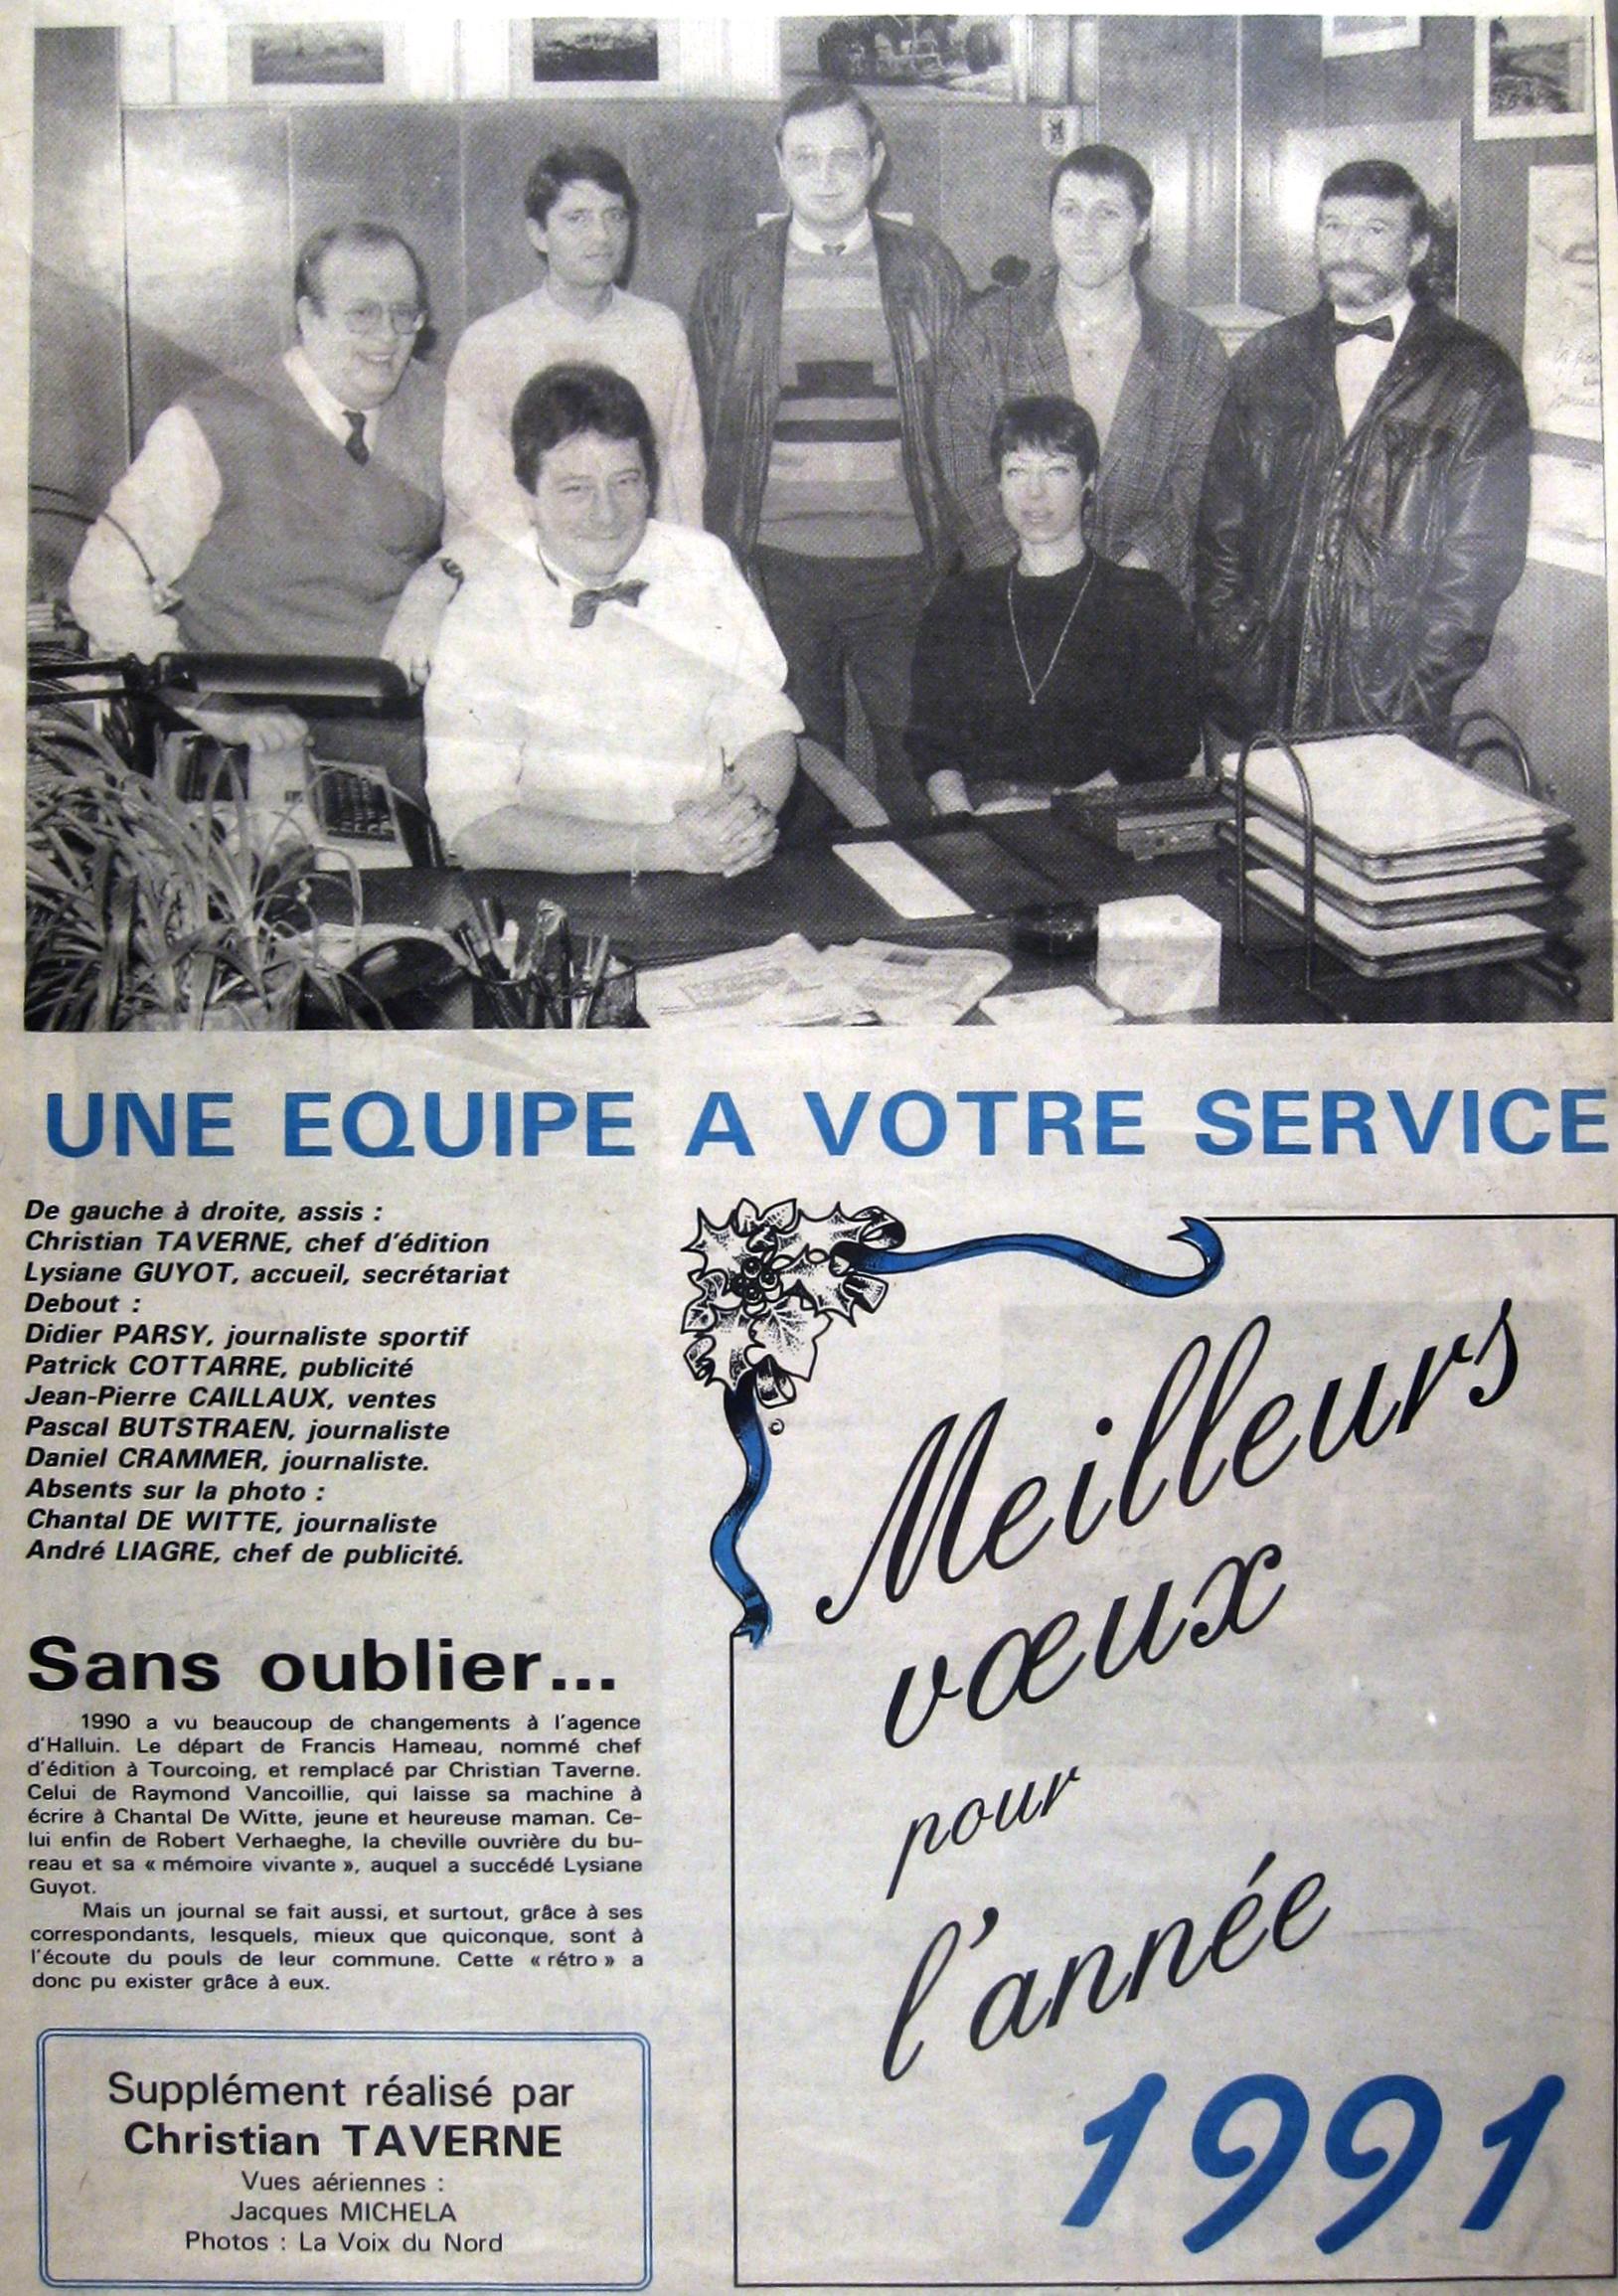 UNE EQUIPE A VOTRE SERVICE
De gauche à droite, assis :
Christian TAVERNE, chef d'édition
Lysiane GUYOT, accueil, secrétariat
Debout :
Didier PARSY, journaliste sportif
Patrick COTTARRE, publicité
Jean-Pierre CAILLAUX, ventes
Pascal BUTSTRAEN, journaliste
Daniel CRAMMER, journaliste.
Absents sur la photo :
Chantal DE WITTE, journaliste
André LIAGRE, chef de publicité.
Sans oublier...
1990 a vu beaucoup de changements à l'agence
d'Halluin. Le départ de Francis Hameau, nommé chef
d'édition à Tourcoing, et remplacé par Christian Taverne.
Celui de Raymond Vancoillie, qui laisse sa machine à
écrire à Chantal De Witte, jeune et heureuse maman. Ce-
lui enfin de Robert Verhaeghe, la cheville ouvrière du bu-
reau et sa « mémoire vivante », auquel a succédé Lysiane
Guyot.
Mais un journal se fait aussi, et surtout, grâce à ses
correspondants, lesquels, mieux que quiconque, sont à
l'écoute du pouls de leur commune. Cette « rétro » a
donc pu exister grâce à eux.
Supplément réalisé par
Christian TAVERNE
Vues aériennes :
Jacques MICHELA
Photos : La Voix du Nord
©
Meilleurs
vœux
pour
l'année
1991